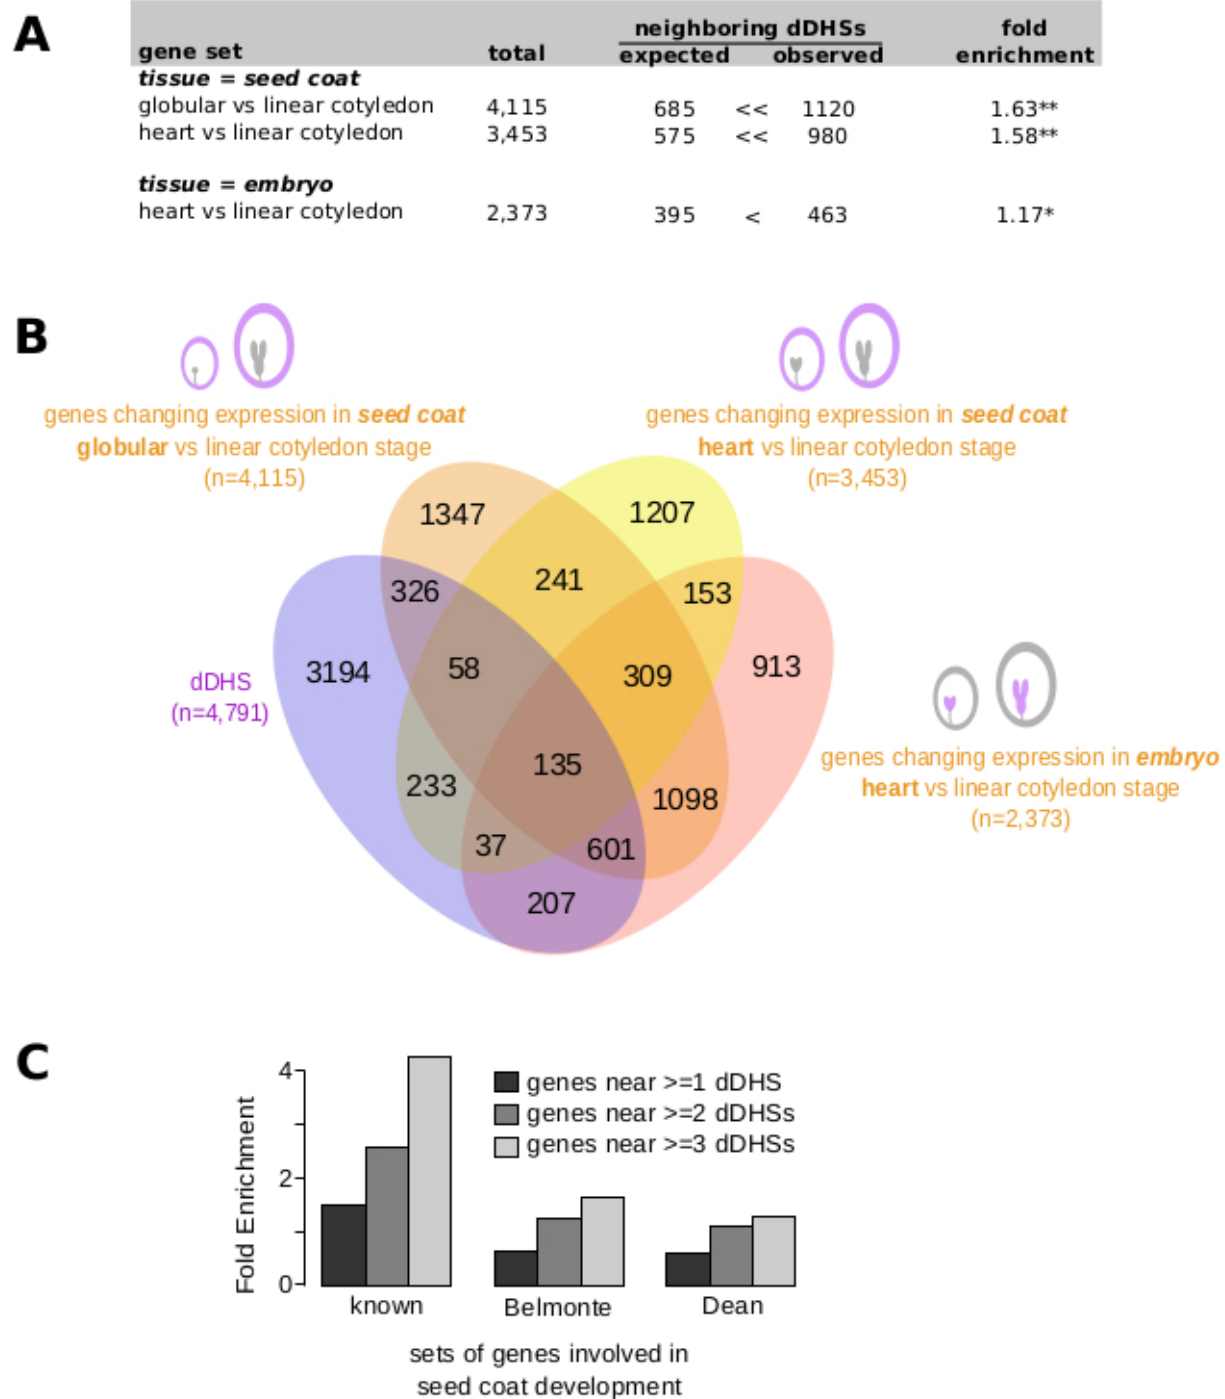 A
neighboring dDHSs
fold
gene set total expected observed enrichment
tissue = seed coat
globular vs linear cotyledon 4,115 685 << 1120 1.63**
heart vs linear cotyledon 3,453 575 << 980 1.58**
tissue = embryo
heart vs linear cotyledon 2,373 395 < 463 1.17*
B
genes changing expression in seed coat
globular vs linear cotyledon stage
(n=4,115)
genes changing expression in seed coat
heart vs linear cotyledon stage
(n=3,453)
1347
1207
241
326
153
3194
58
309
913
dDHS
(n=4,791)
135
233
1098
37
601
207
genes changing expression in embryo
heart vs linear cotyledon stage
(n=2,373)
C
Fold Enrichment
4
2
0
genes near >=1 dDHS
genes near >=2 dDHSs
genes near >=3 dDHSs
known
Belmonte
Dean
sets of genes involved in
seed coat development